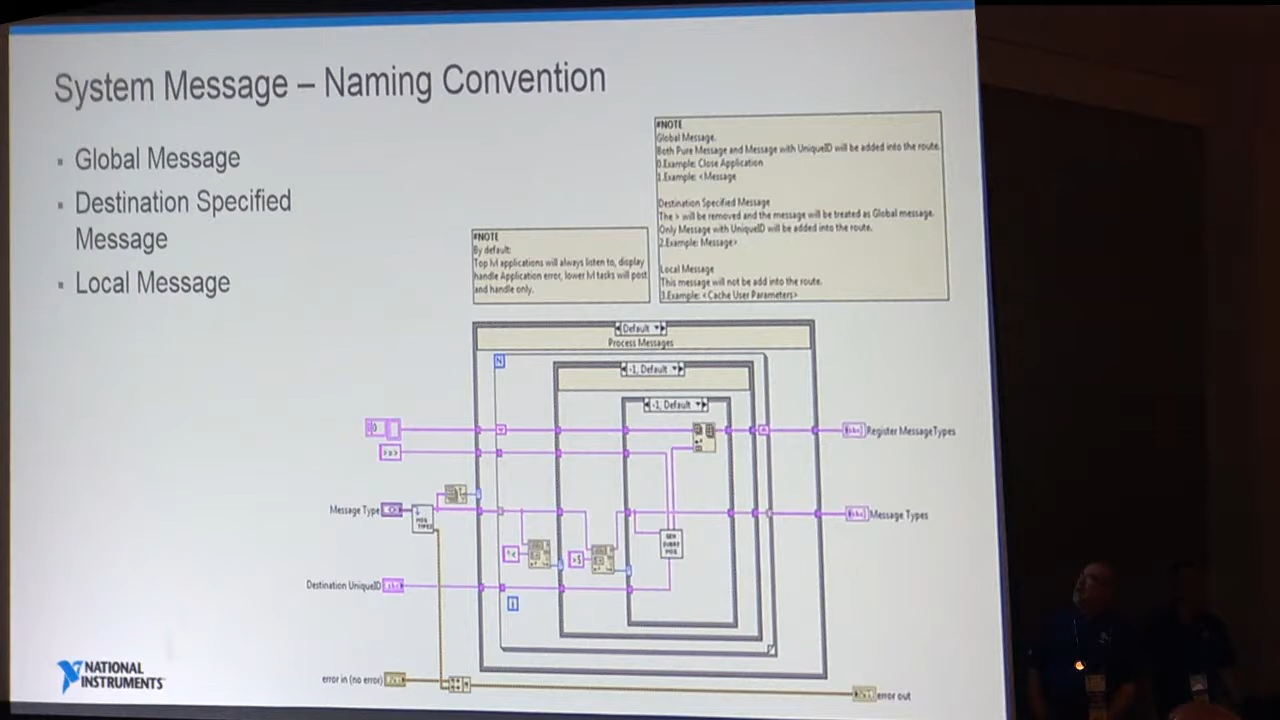 System Message – Naming Convention
▪ Global Message
▪ Destination Specified
Message
▪ Local Message
#NOTE
By default:
Top lvl applications will always listen to, display
handle Application error, lower lvl tasks will post
and handle only.
#NOTE
Global Message.
Both Pure Message and Message with UniqueID will be added into the route.
0.Example: Close Application
1.Example: <Message
Destination Specified Message
The > will be removed and the message will be treated as Global message.
Only Message with UniqueID will be added into the route.
2.Example: Message>
Local Message
This message will not be add into the route.
3.Example: <Cache User Parameters>
Default
Process Messages
N
-1, Default
-1, Default
0
Register MessageTypes
Message Type
MSG
Message Types
^<
>$
MSG
Destination UniqueID
abc
i
error in (no error)
error out
NATIONAL
INSTRUMENTS